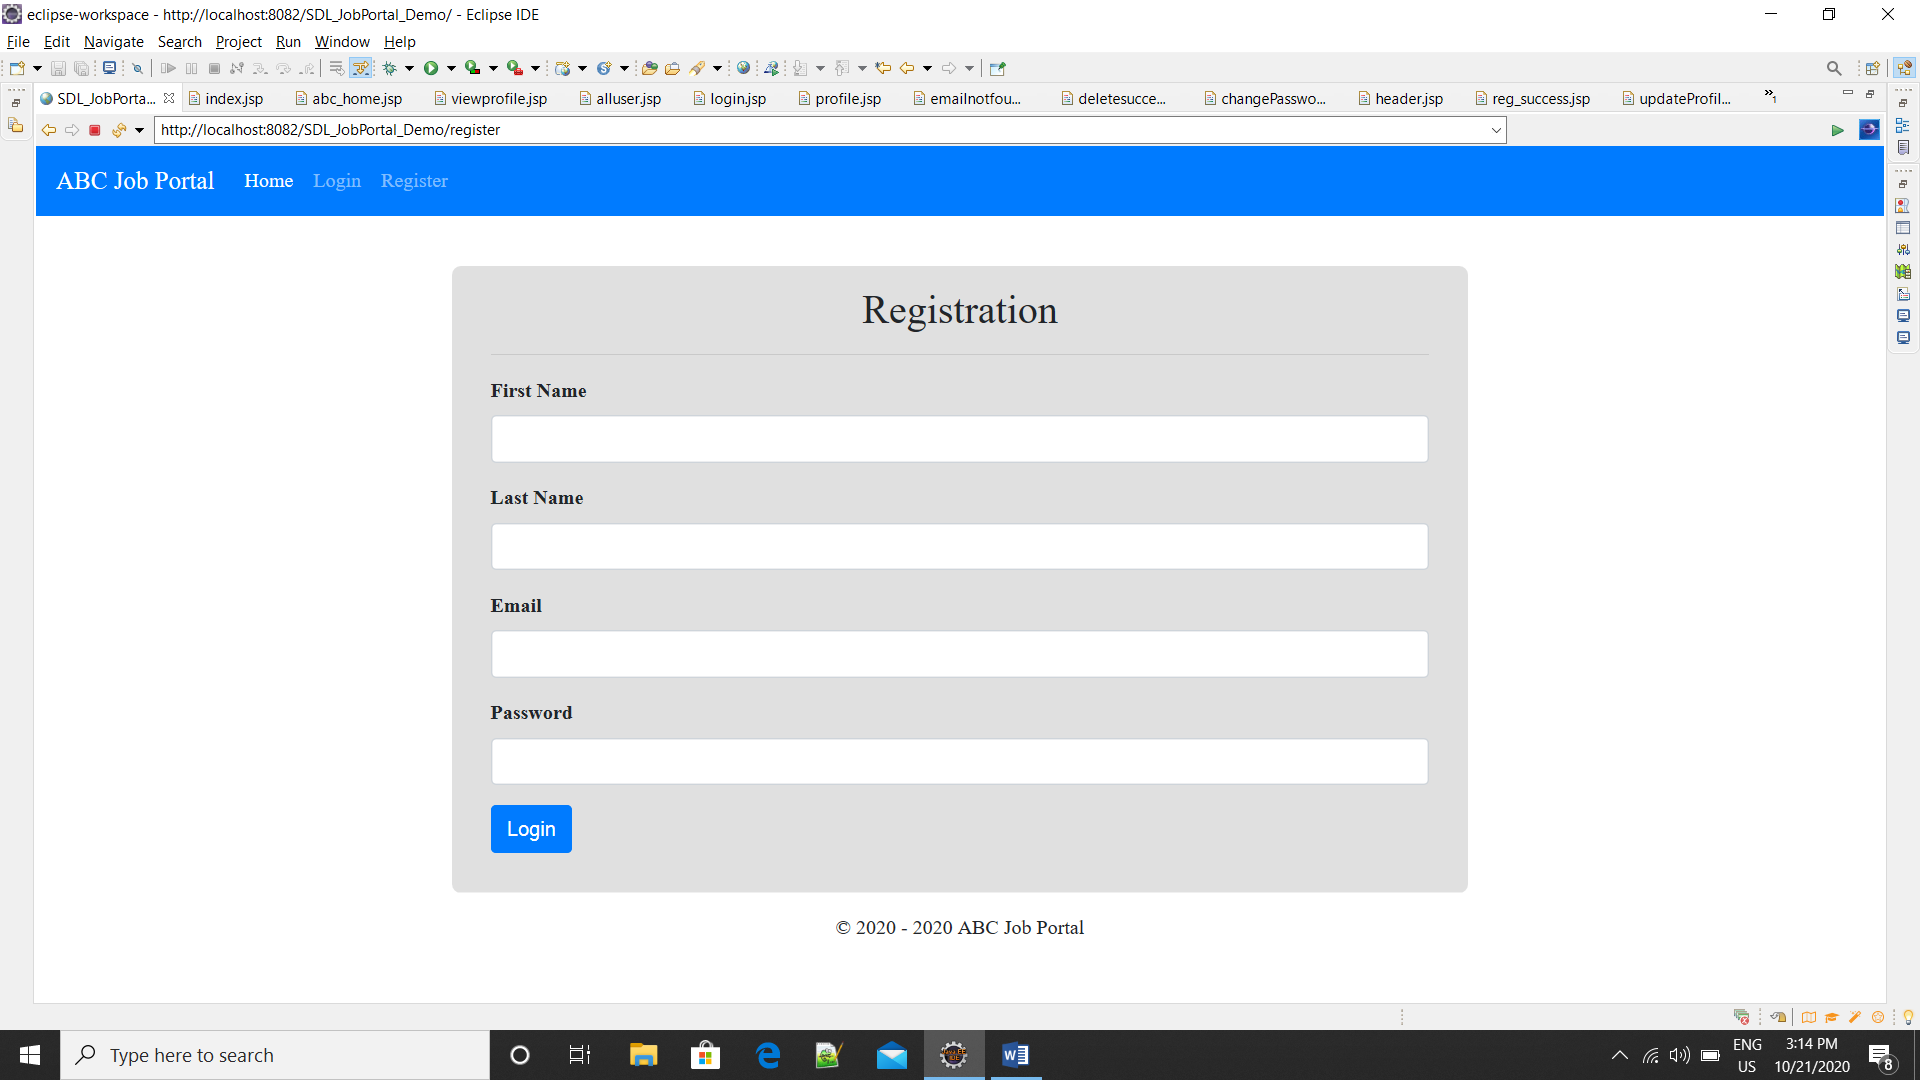 eclipse-workspace - http://localhost:8082/SDL_JobPortal_Demo/ - Eclipse IDE
File Edit Navigate Search Project Run Window Help
SDL_JobPorta... index.jsp abc_home.jsp viewprofile.jsp alluser.jsp login.jsp profile.jsp emailnotfou... deletesucce... changePasswo... header.jsp reg_success.jsp updateProfil... »1
http://localhost:8082/SDL_JobPortal_Demo/register
ABC Job Portal Home Login Register
Registration
First Name
Last Name
Email
Password
Login
© 2020 - 2020 ABC Job Portal
Type here to search
ENG
US
3:14 PM
10/21/2020
8